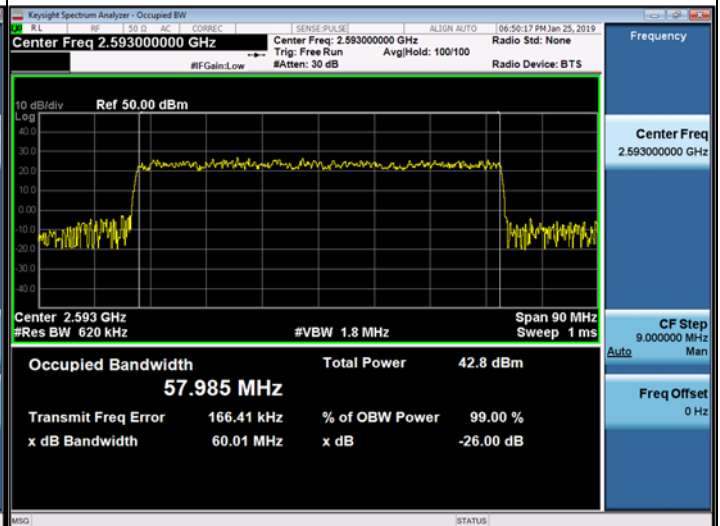 Keysight Spectrum Analyzer - Occupied BW
RL RF 50 Ω AC CORREC SENSE:PULSE ALIGN AUTO 06:50:17 PM Jan 25, 2019
Center Freq 2.593000000 GHz
Center Freq: 2.593000000 GHz Radio Std: None
Trig: Free Run Avg|Hold: 100/100
#IFGain:Low #Atten: 30 dB Radio Device: BTS
Frequency
10 dB/div Ref 50.00 dBm
Log
40.0
30.0
20.0
10.0
0.00
-10.0
-20.0
-30.0
-40.0
Center 2.593 GHz Span 90 MHz
#Res BW 620 kHz #VBW 1.8 MHz Sweep 1 ms
Occupied Bandwidth Total Power 42.8 dBm
57.985 MHz
Transmit Freq Error 166.41 kHz % of OBW Power 99.00 %
x dB Bandwidth 60.01 MHz x dB -26.00 dB
Center Freq
2.593000000 GHz
CF Step
9.000000 MHz
Auto Man
Freq Offset
0 Hz
MSG STATUS